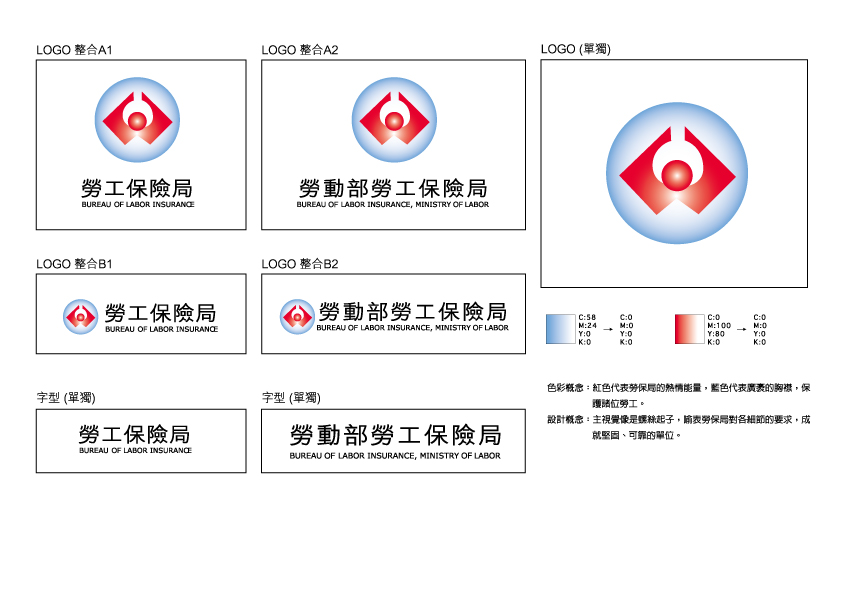 LOGO 整合A1
勞工保險局
BUREAU OF LABOR INSURANCE
LOGO 整合A2
勞動部勞工保險局
BUREAU OF LABOR INSURANCE, MINISTRY OF LABOR
LOGO (單獨)
LOGO 整合B1
勞工保險局
BUREAU OF LABOR INSURANCE
LOGO 整合B2
勞動部勞工保險局
BUREAU OF LABOR INSURANCE, MINISTRY OF LABOR
C:58
M:24
Y:0
K:0
C:0
M:0
Y:0
K:0
C:0
M:100
Y:80
K:0
C:0
M:0
Y:0
K:0
字型 (單獨)
勞工保險局
BUREAU OF LABOR INSURANCE
字型 (單獨)
勞動部勞工保險局
BUREAU OF LABOR INSURANCE, MINISTRY OF LABOR
色彩概念：紅色代表勞保局的熱情能量，藍色代表廣袤的胸襟，保
護諸位勞工。
設計概念：主視覺像是螺絲起子，喻表勞保局對各細節的要求，成
就堅固、可靠的單位。